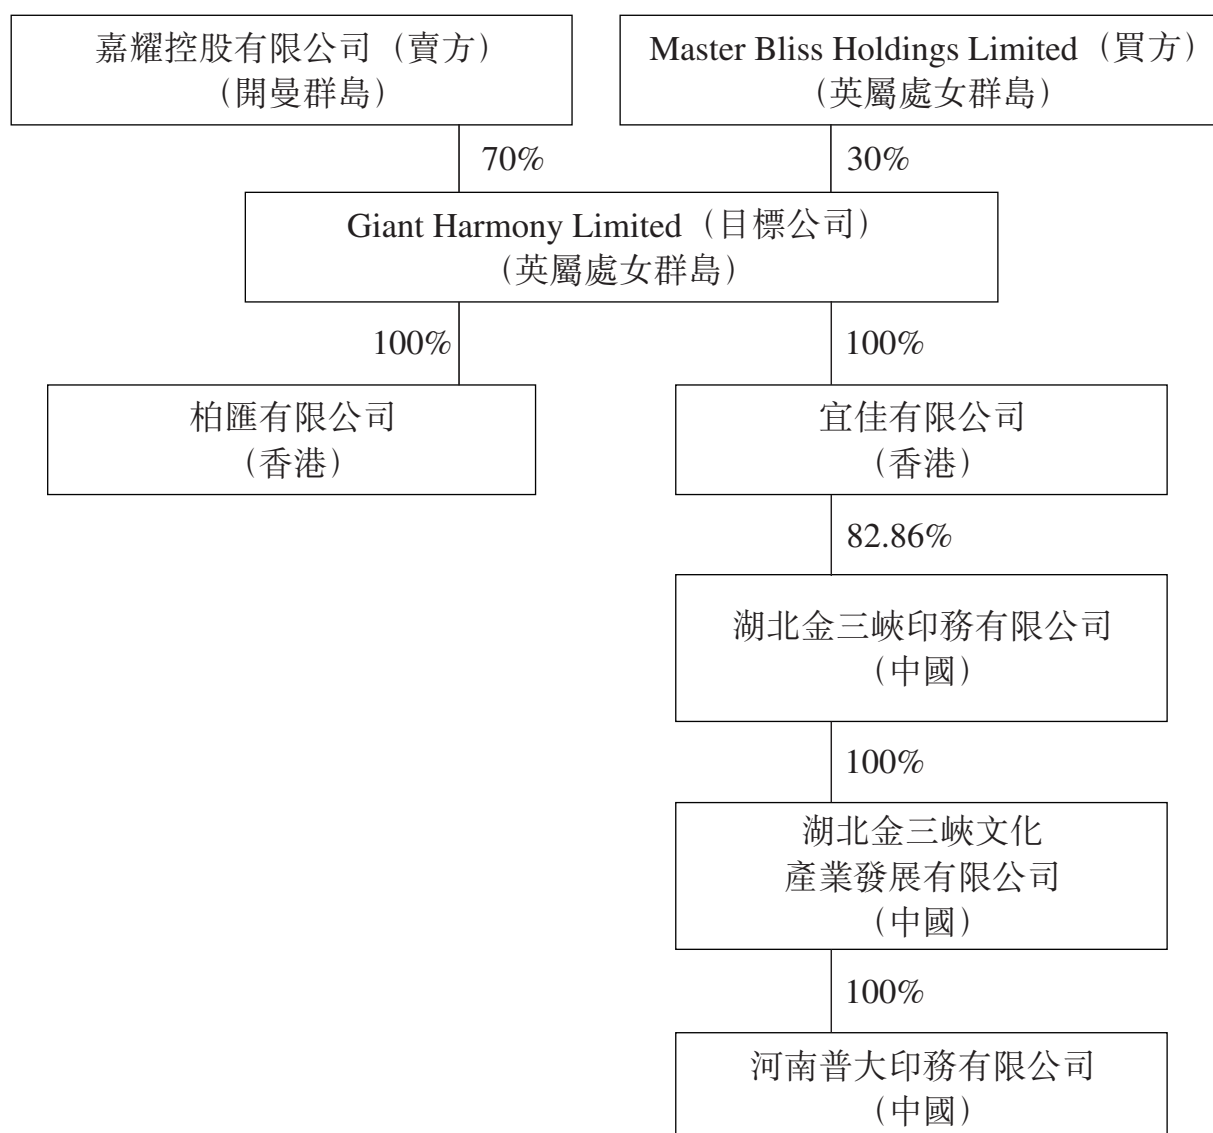 嘉耀控股有限公司（賣方）
（開曼群島）
Master Bliss Holdings Limited（買方）
（英屬處女群島）
70%
30%
Giant Harmony Limited（目標公司）
（英屬處女群島）
100%
100%
柏匯有限公司
（香港）
宜佳有限公司
（香港）
82.86%
湖北金三峽印務有限公司
（中國）
100%
湖北金三峽文化
產業發展有限公司
（中國）
100%
河南普大印務有限公司
（中國）